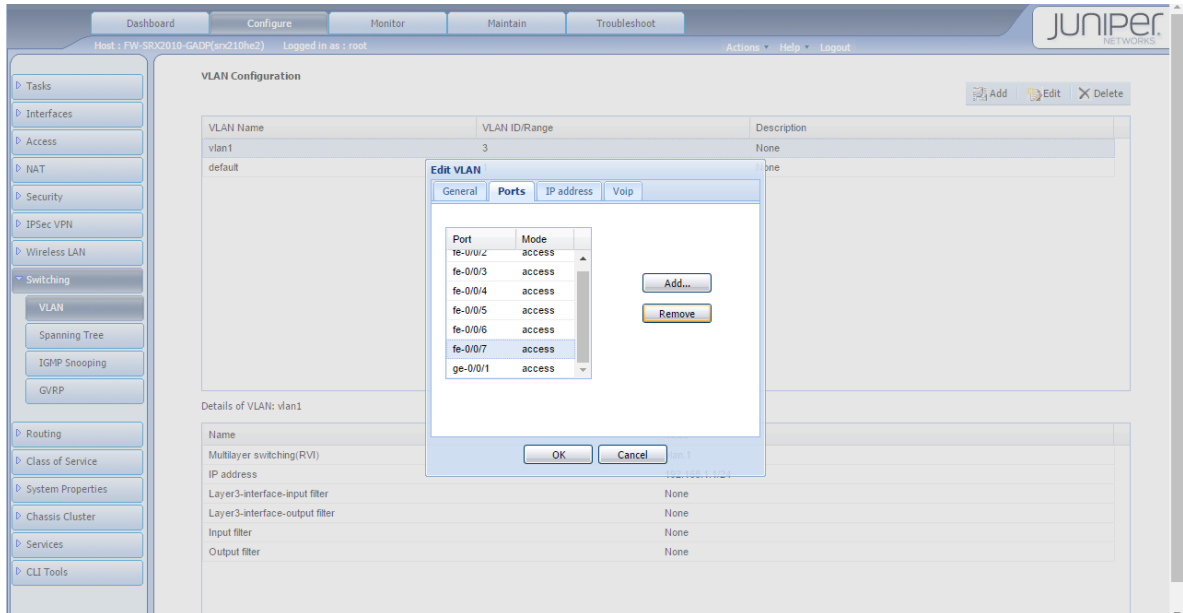 Dashboard Configure Monitor Maintain Troubleshoot
JUNIPER
NETWORKS
Host : FW-SRX2010-GADP(srx210he2) Logged in as : root Actions Help Logout
Tasks
Interfaces
Access
NAT
Security
IPSec VPN
Wireless LAN
Switching
VLAN
Spanning Tree
IGMP Snooping
GVRP
Routing
Class of Service
System Properties
Chassis Cluster
Services
CLI Tools
VLAN Configuration
Add Edit Delete
VLAN Name VLAN ID/Range Description
vlan1 3 None
default
Edit VLAN
General Ports IP address Voip
Port Mode
fe-0/0/2 access
fe-0/0/3 access
fe-0/0/4 access
fe-0/0/5 access
fe-0/0/6 access
fe-0/0/7 access
ge-0/0/1 access
Add...
Remove
OK Cancel
Details of VLAN: vlan1
Name
Multilayer switching(RVI)
IP address 192.168.1.1/24
Layer3-interface-input filter None
Layer3-interface-output filter None
Input filter None
Output filter None